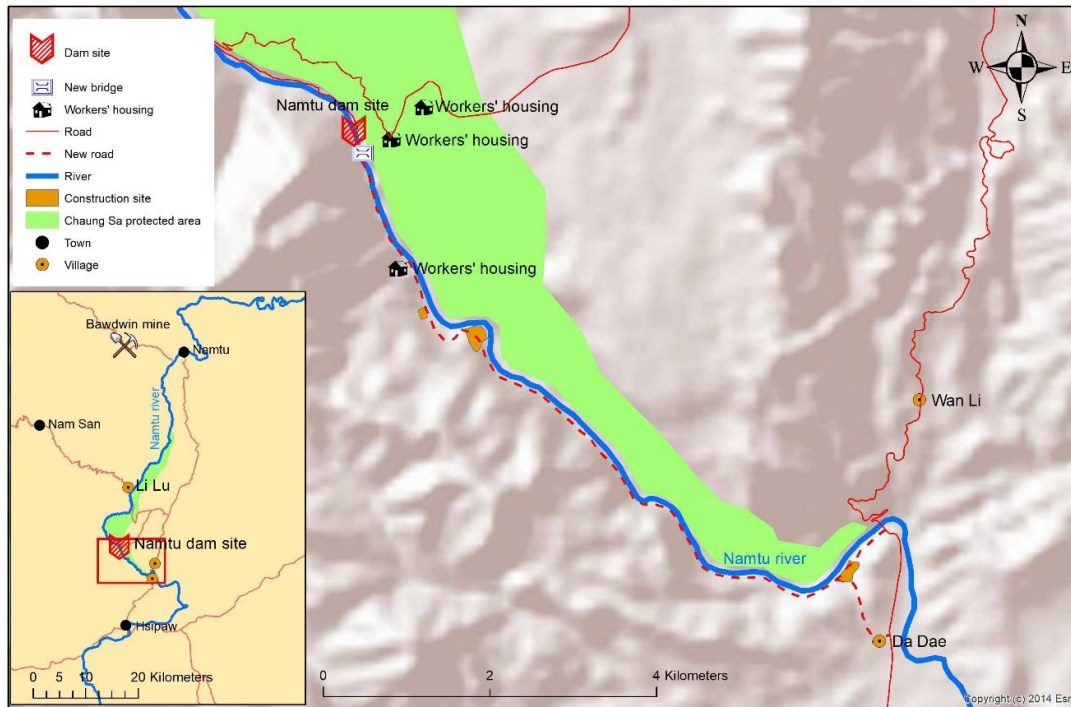 Dam site
New bridge
Workers' housing
Road
New road
River
Construction site
Chaung Sa protected area
Town
Village
N
W
E
S
Namtu dam site
Workers' housing
Workers' housing
Workers' housing
Wan Li
Namtu river
Da Dae
0 2 4 Kilometers
Copyright:(c) 2014 Esri
Bawdwin mine
Namtu
Namtu river
Nam San
Li Lu
Namtu dam site
Hsipaw
0 5 10 20 Kilometers